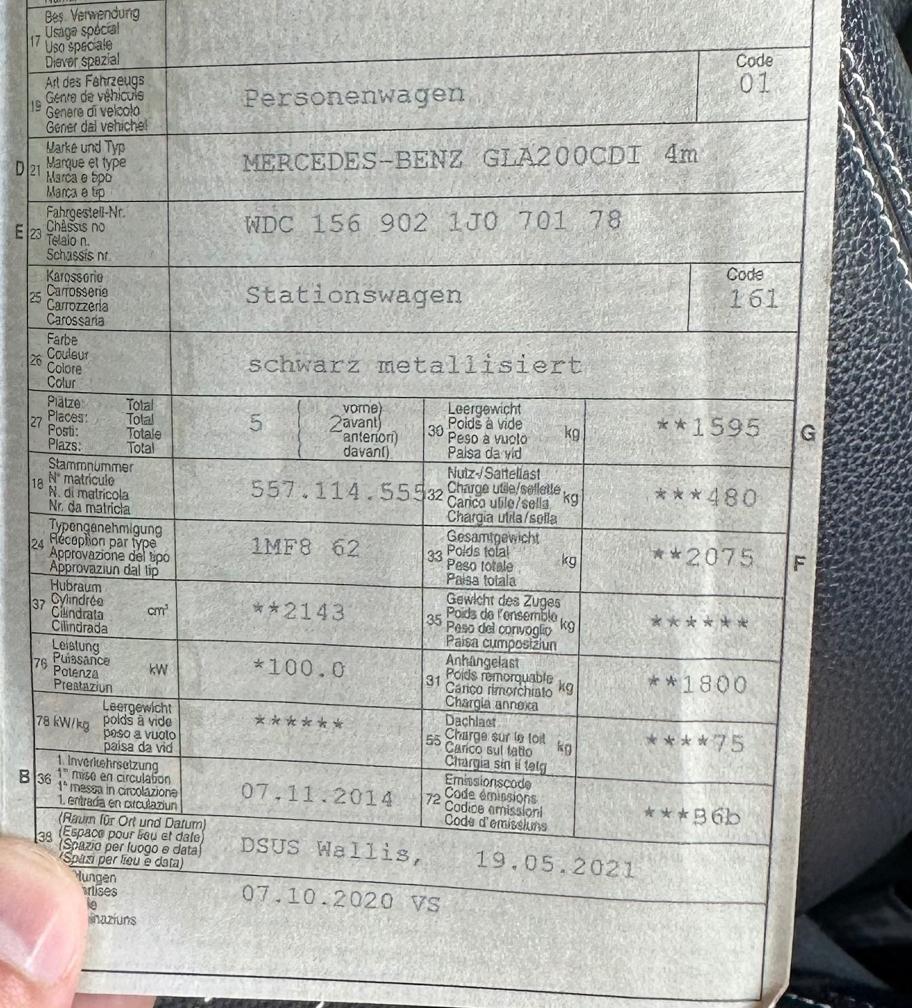 Bes. Verwendung
17 Usage spécial
Uso speciale
Diever spezial
Art des Fahrzeugs
19 Genre de véhicule
Genere di veicolo
Gener dal vehichel
Personenwagen
Code
01
Marke und Typ
D 21 Marque et type
Marca e tipo
Marca e tip
MERCEDES-BENZ GLA200CDI 4m
Fahrgestell-Nr.
E 23 Châssis no
Telaio n.
Schassis nr.
WDC 156 902 1J0 701 78
Karosserie
25 Carrosserie
Carrozzeria
Carossaria
Stationswagen
Code
161
Farbe
26 Couleur
Colore
Colur
schwarz metallisiert
Plätze: Total
27 Places: Total
Posti: Totale
Plazs: Total
5 ( 2 vorne)
avant)
anteriori)
davant()
Leergewicht
30 Poids à vide
Peso a vuoto kg
Paisa da vid
**1595 G
Stammnummer
18 N° matricule
N. di matricola
Nr. da matricla
557.114.555
Nutz-/Sattellast
32 Charge utile/sellette kg
Carico utile/sella
Chargia utila/sella
***480
Typengenehmigung
24 Réception par type
Approvazione del tipo
Approvaziun dal tip
1MF8 62
Gesamtgewicht
33 Poids total kg
Peso totale
Paisa totala
**2075 F
Hubraum
37 Cylindrée cm³
Cilindrata
Cilindrada
**2143
Gewicht des Zuges
35 Poids de l'ensemble kg
Peso del convoglio
Paisa cumposiziun
******
Leistung
76 Puissance kW
Potenza
Prestaziun
*100.0
Anhängelast
31 Poids remorquable kg
Carico rimorchiato
Chargia annexa
**1800
Leergewicht
78 kW/kg poids à vide
peso a vuoto
paisa da vid
******
Dachlast
55 Charge sur le toit kg
Carico sul tetto
Chargia sin il tetg
****75
1. Inverkehrsetzung
B 36 1re mise en circulation
1a messa in circolazione
1. entrada en circulaziun
07.11.2014
Emissionscode
72 Code émissions
Codice emissioni
Code d'emissiuns
***B6b
(Raum für Ort und Datum)
38 (Espace pour lieu et date)
(Spazio per luogo e data)
(Spazi per lieu e data)
DSUS Wallis, 19.05.2021
lungen
rtises
le
inaziuns
07.10.2020 VS